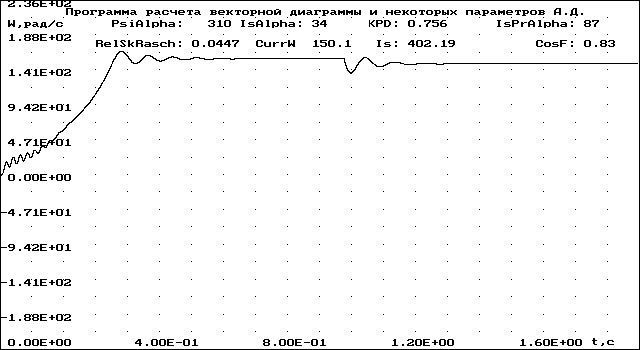 2.36E+02
Программа расчета векторной диаграммы и некоторых параметров А.Д.
W,рад/с PsiAlpha: 310 IsAlpha: 34 KPD: 0.756 IsPrAlpha: 87
1.88E+02
RelSkRasch: 0.0447 CurrW 150.1 Is: 402.19 CosF: 0.83
1.41E+02
9.42E+01
4.71E+01
0.00E+00
-4.71E+01
-9.42E+01
-1.41E+02
-1.88E+02
0.00E+00 4.00E-01 8.00E-01 1.20E+00 1.60E+00 t,c